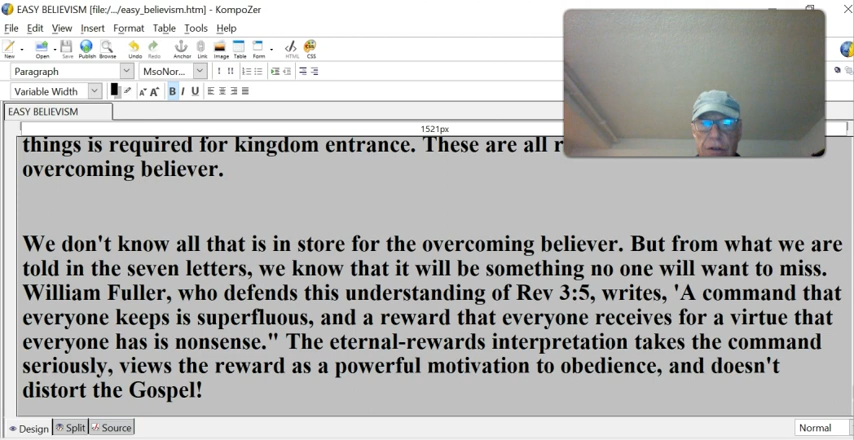 EASY BELIEVISM [file:/.../easy_believism.htm] - KompoZer
File Edit View Insert Format Table Tools Help
New Open Save Publish Browse Undo Redo Anchor Link Image Table Form HTML CSS
Paragraph MsoNor... ! !!
Variable Width A A B I U
EASY BELIEVISM
1521px
things is required for kingdom entrance. These are all r
overcoming believer.
We don't know all that is in store for the overcoming believer. But from what we are
told in the seven letters, we know that it will be something no one will want to miss.
William Fuller, who defends this understanding of Rev 3:5, writes, 'A command that
everyone keeps is superfluous, and a reward that everyone receives for a virtue that
everyone has is nonsense." The eternal-rewards interpretation takes the command
seriously, views the reward as a powerful motivation to obedience, and doesn't
distort the Gospel!
Design Split Source Normal